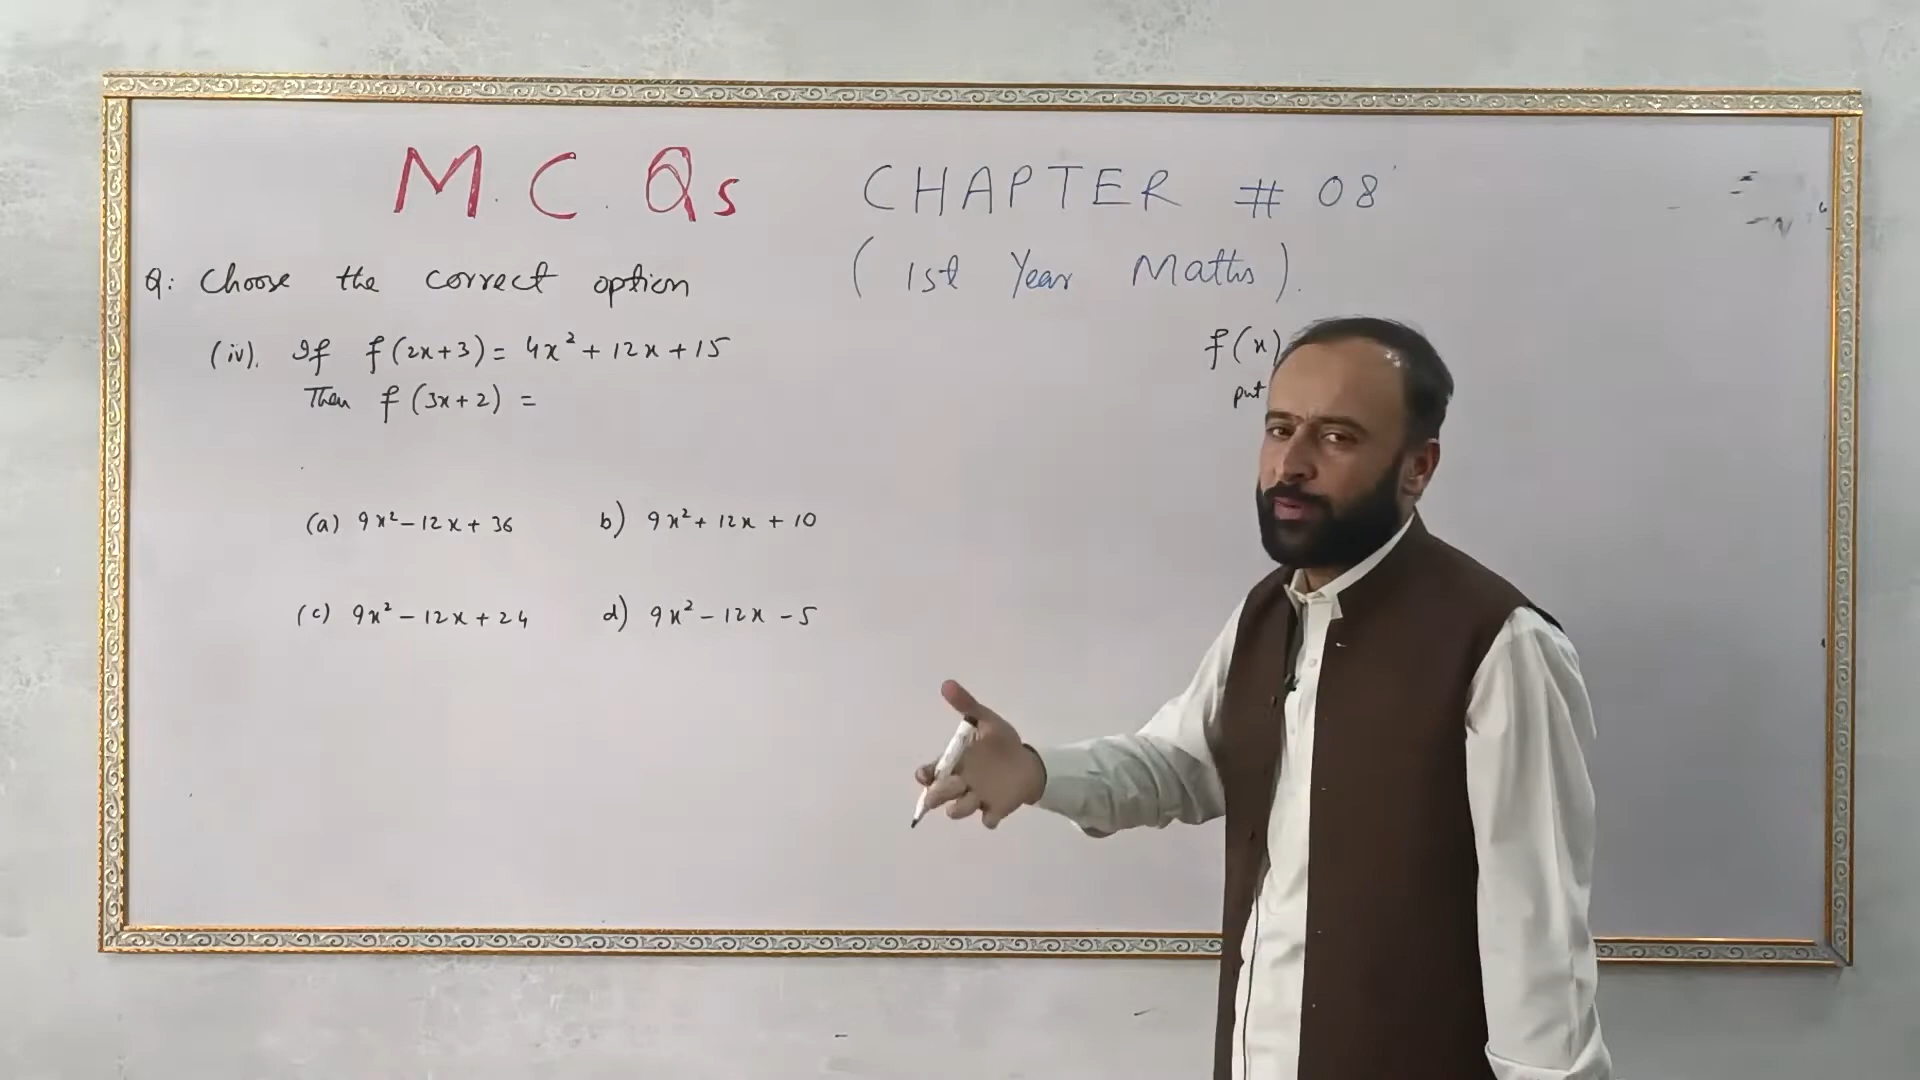 M.C.Qs CHAPTER # 08
(1st Year Maths).
Q: Choose the correct option
(iv). If f(2x+3) = 4x² + 12x + 15
Then f(3x+2) =
f(x)
put
(a) 9x² - 12x + 36 b) 9x² + 12x + 10
(c) 9x² - 12x + 24 d) 9x² - 12x - 5